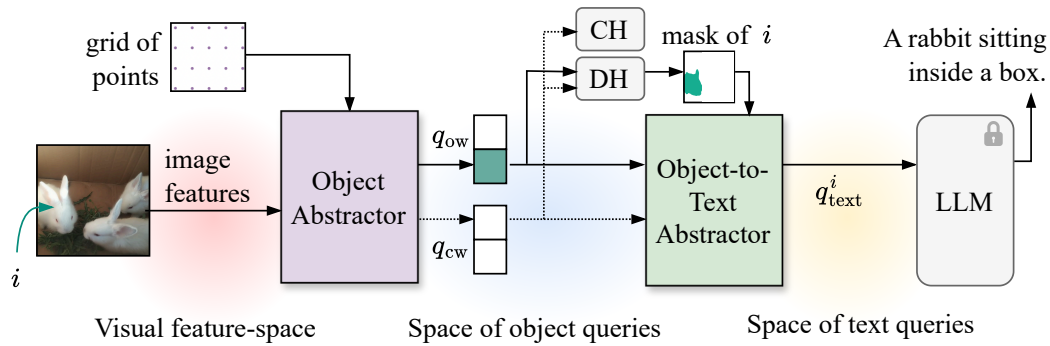 grid of
points
CH
DH
mask of i
A rabbit sitting
inside a box.
image
features
Object
Abstractor
q_ow
q_cw
Object-to-
Text
Abstractor
q^i_text
LLM
i
Visual feature-space
Space of object queries
Space of text queries